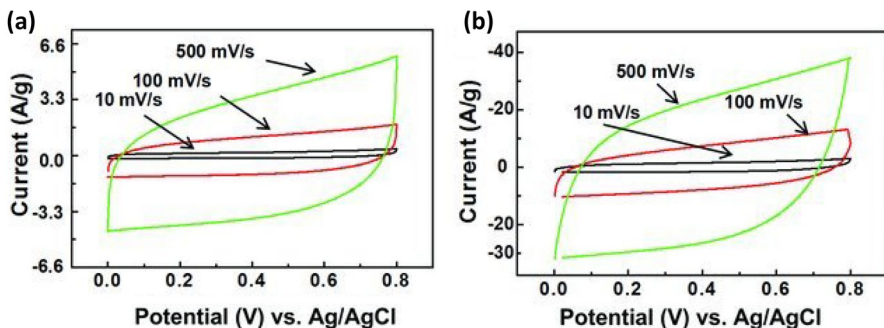 (a)
6.6
3.3
0.0
-3.3
-6.6
Current (A/g)
500 mV/s
100 mV/s
10 mV/s
0.0 0.2 0.4 0.6 0.8
Potential (V) vs. Ag/AgCl
(b)
-40
-20
0
-10
-20
-30
Current (A/g)
500 mV/s
10 mV/s
100 mV/s
0.0 0.2 0.4 0.6 0.8
Potential (V) vs. Ag/AgCl